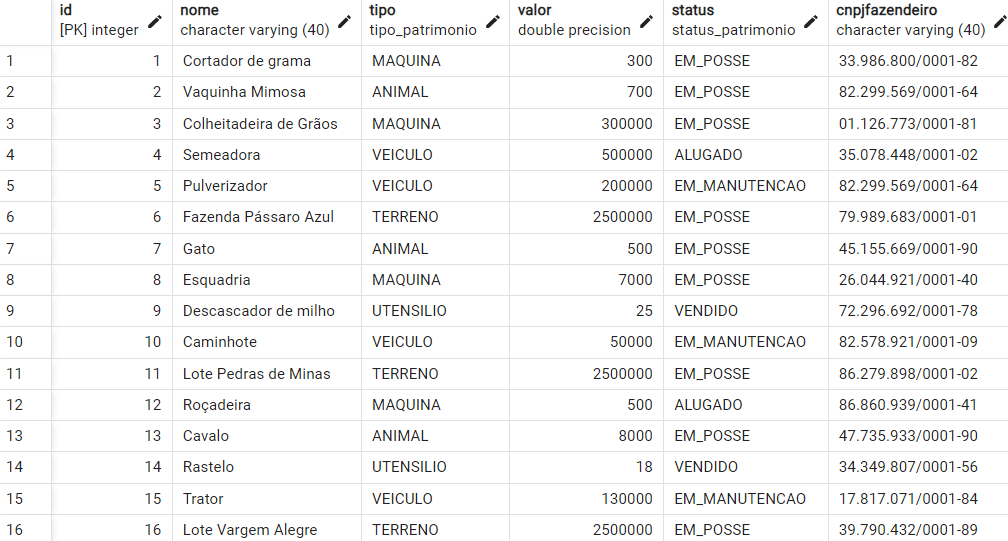 id nome tipo valor status cnpjfazendeiro
[PK] integer character varying (40) tipo_patrimonio double precision status_patrimonio character varying (40)
1 1 Cortador de grama MAQUINA 300 EM_POSSE 33.986.800/0001-82
2 2 Vaquinha Mimosa ANIMAL 700 EM_POSSE 82.299.569/0001-64
3 3 Colheitadeira de Grãos MAQUINA 300000 EM_POSSE 01.126.773/0001-81
4 4 Semeadora VEICULO 500000 ALUGADO 35.078.448/0001-02
5 5 Pulverizador VEICULO 200000 EM_MANUTENCAO 82.299.569/0001-64
6 6 Fazenda Pássaro Azul TERRENO 2500000 EM_POSSE 79.989.683/0001-01
7 7 Gato ANIMAL 500 EM_POSSE 45.155.669/0001-90
8 8 Esquadria MAQUINA 7000 EM_POSSE 26.044.921/0001-40
9 9 Descascador de milho UTENSILIO 25 VENDIDO 72.296.692/0001-78
10 10 Caminhote VEICULO 50000 EM_MANUTENCAO 82.578.921/0001-09
11 11 Lote Pedras de Minas TERRENO 2500000 EM_POSSE 86.279.898/0001-02
12 12 Roçadeira MAQUINA 500 ALUGADO 86.860.939/0001-41
13 13 Cavalo ANIMAL 8000 EM_POSSE 47.735.933/0001-90
14 14 Rastelo UTENSILIO 18 VENDIDO 34.349.807/0001-56
15 15 Trator VEICULO 130000 EM_MANUTENCAO 17.817.071/0001-84
16 16 Lote Vargem Alegre TERRENO 2500000 EM_POSSE 39.790.432/0001-89